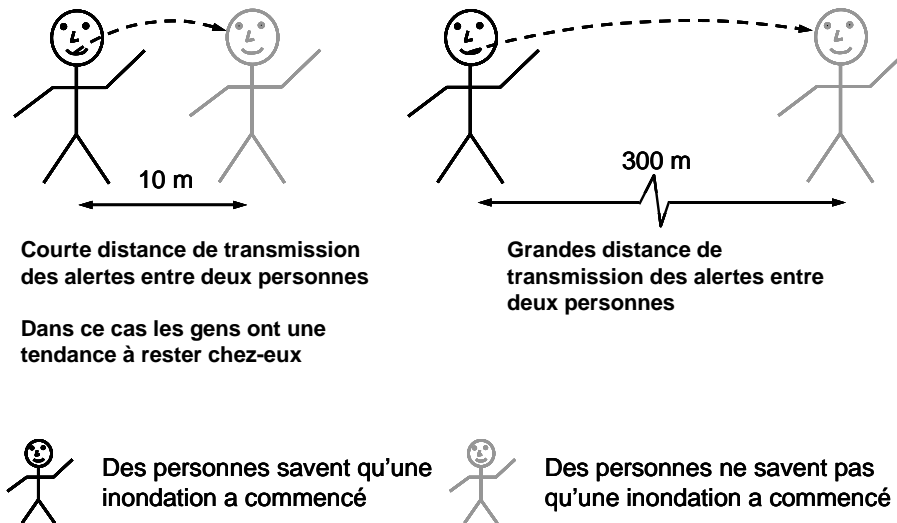 10 m
300 m
Courte distance de transmission
des alertes entre deux personnes
Dans ce cas les gens ont une
tendance à rester chez-eux
Grandes distance de
transmission des alertes entre
deux personnes
Des personnes savent qu'une
inondation a commencé
Des personnes ne savent pas
qu'une inondation a commencé